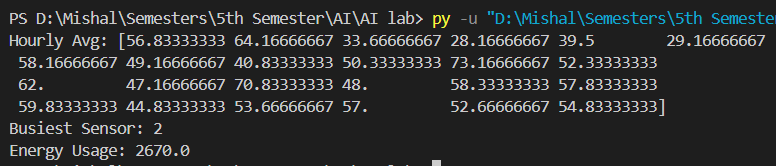 PS D:\Mishal\Semesters\5th Semester\AI\AI lab> py -u "D:\Mishal\Semesters\5th Semester
Hourly Avg: [56.83333333 64.16666667 33.66666667 28.16666667 39.5        29.16666667
 58.16666667 49.16666667 40.83333333 50.33333333 73.16666667 52.33333333
 62.         47.16666667 70.83333333 48.         58.33333333 57.83333333
 59.83333333 44.83333333 53.66666667 57.         52.66666667 54.83333333]
Busiest Sensor: 2
Energy Usage: 2670.0